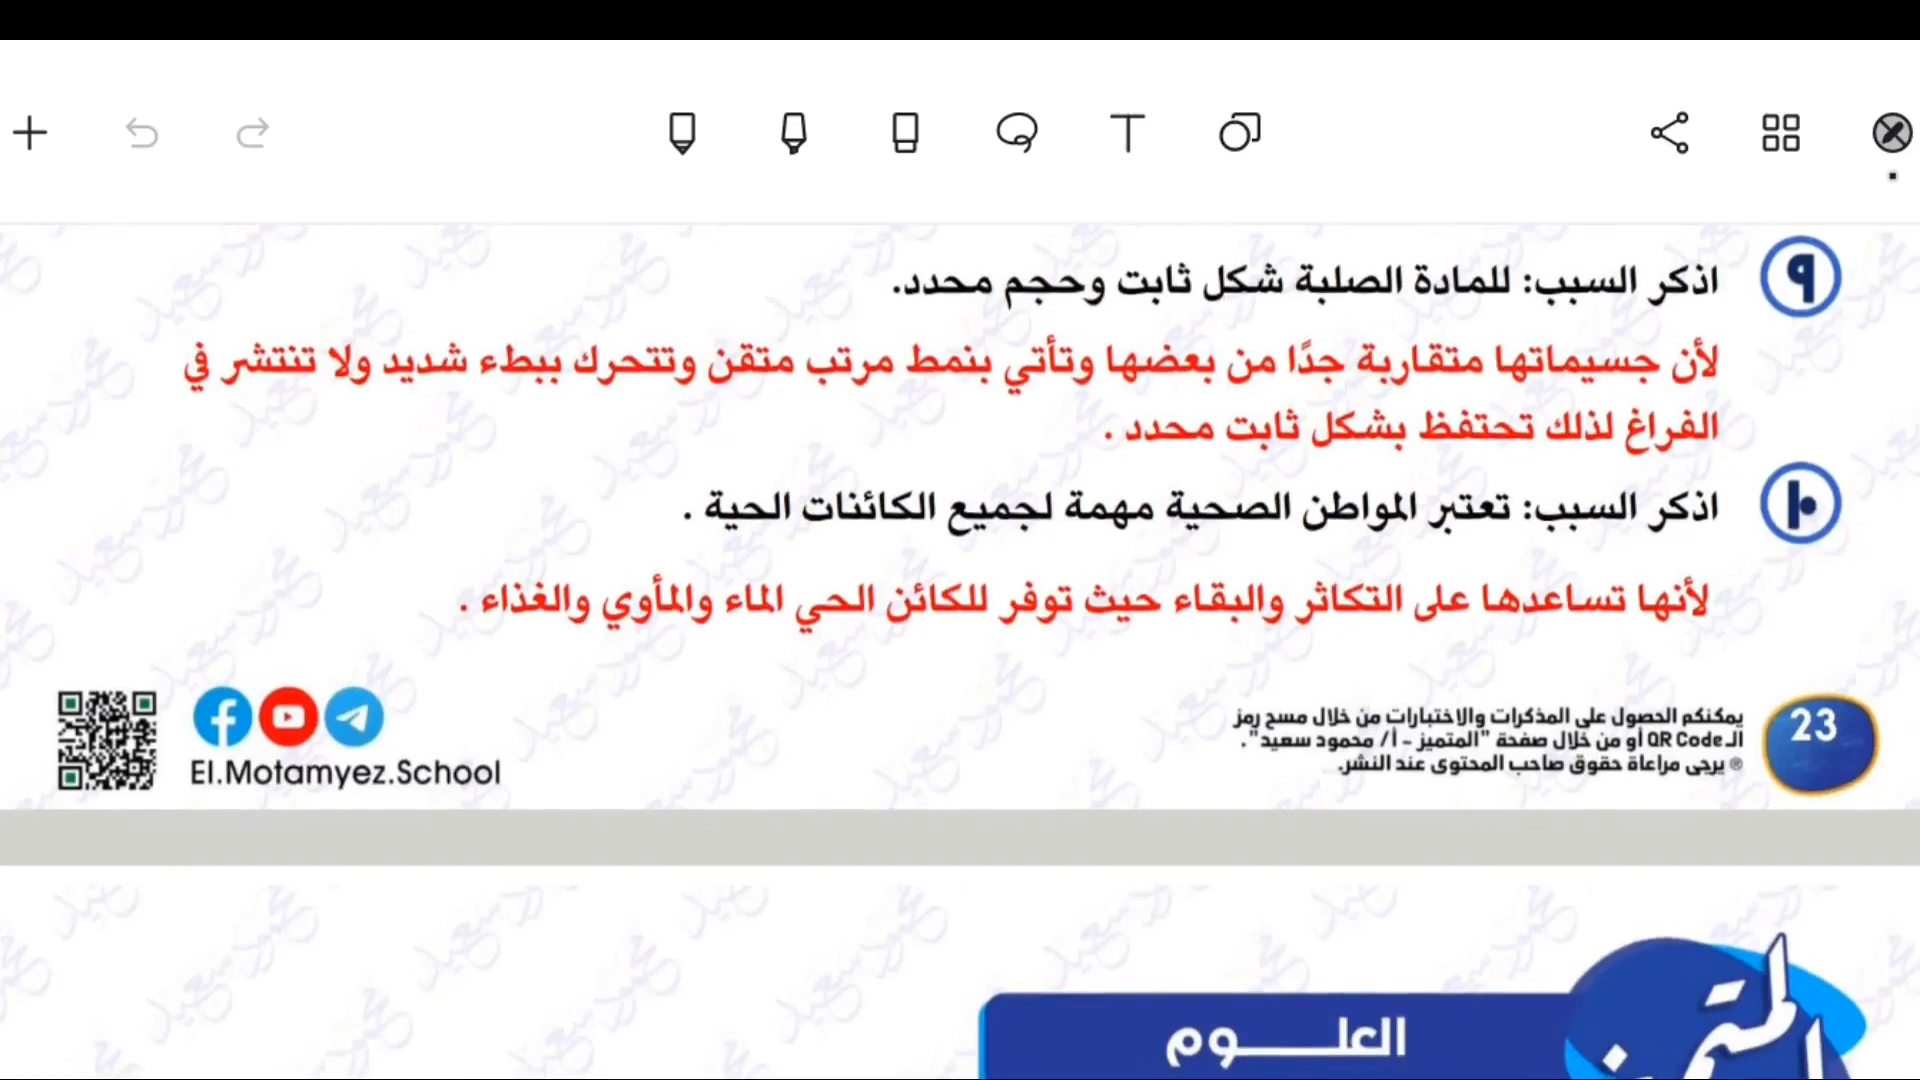 ٩ اذكر السبب: للمادة الصلبة شكل ثابت وحجم محدد.
لأن جسيماتها متقاربة جدًا من بعضها وتأتي بنمط مرتب متقن وتتحرك ببطء شديد ولا تنتشر في
الفراغ لذلك تحتفظ بشكل ثابت محدد .
١٠ اذكر السبب: تعتبر المواطن الصحية مهمة لجميع الكائنات الحية .
لأنها تساعدها على التكاثر والبقاء حيث توفر للكائن الحي الماء والمأوي والغذاء .
23
يمكنكم الحصول على المذكرات والاختبارات من خلال مسح رمز
الـ QR Code أو من خلال صفحة "المتميز - أ/ محمود سعيد".
® يرجى مراعاة حقوق صاحب المحتوى عند النشر.
El.Motamyez.School
العلـــــوم